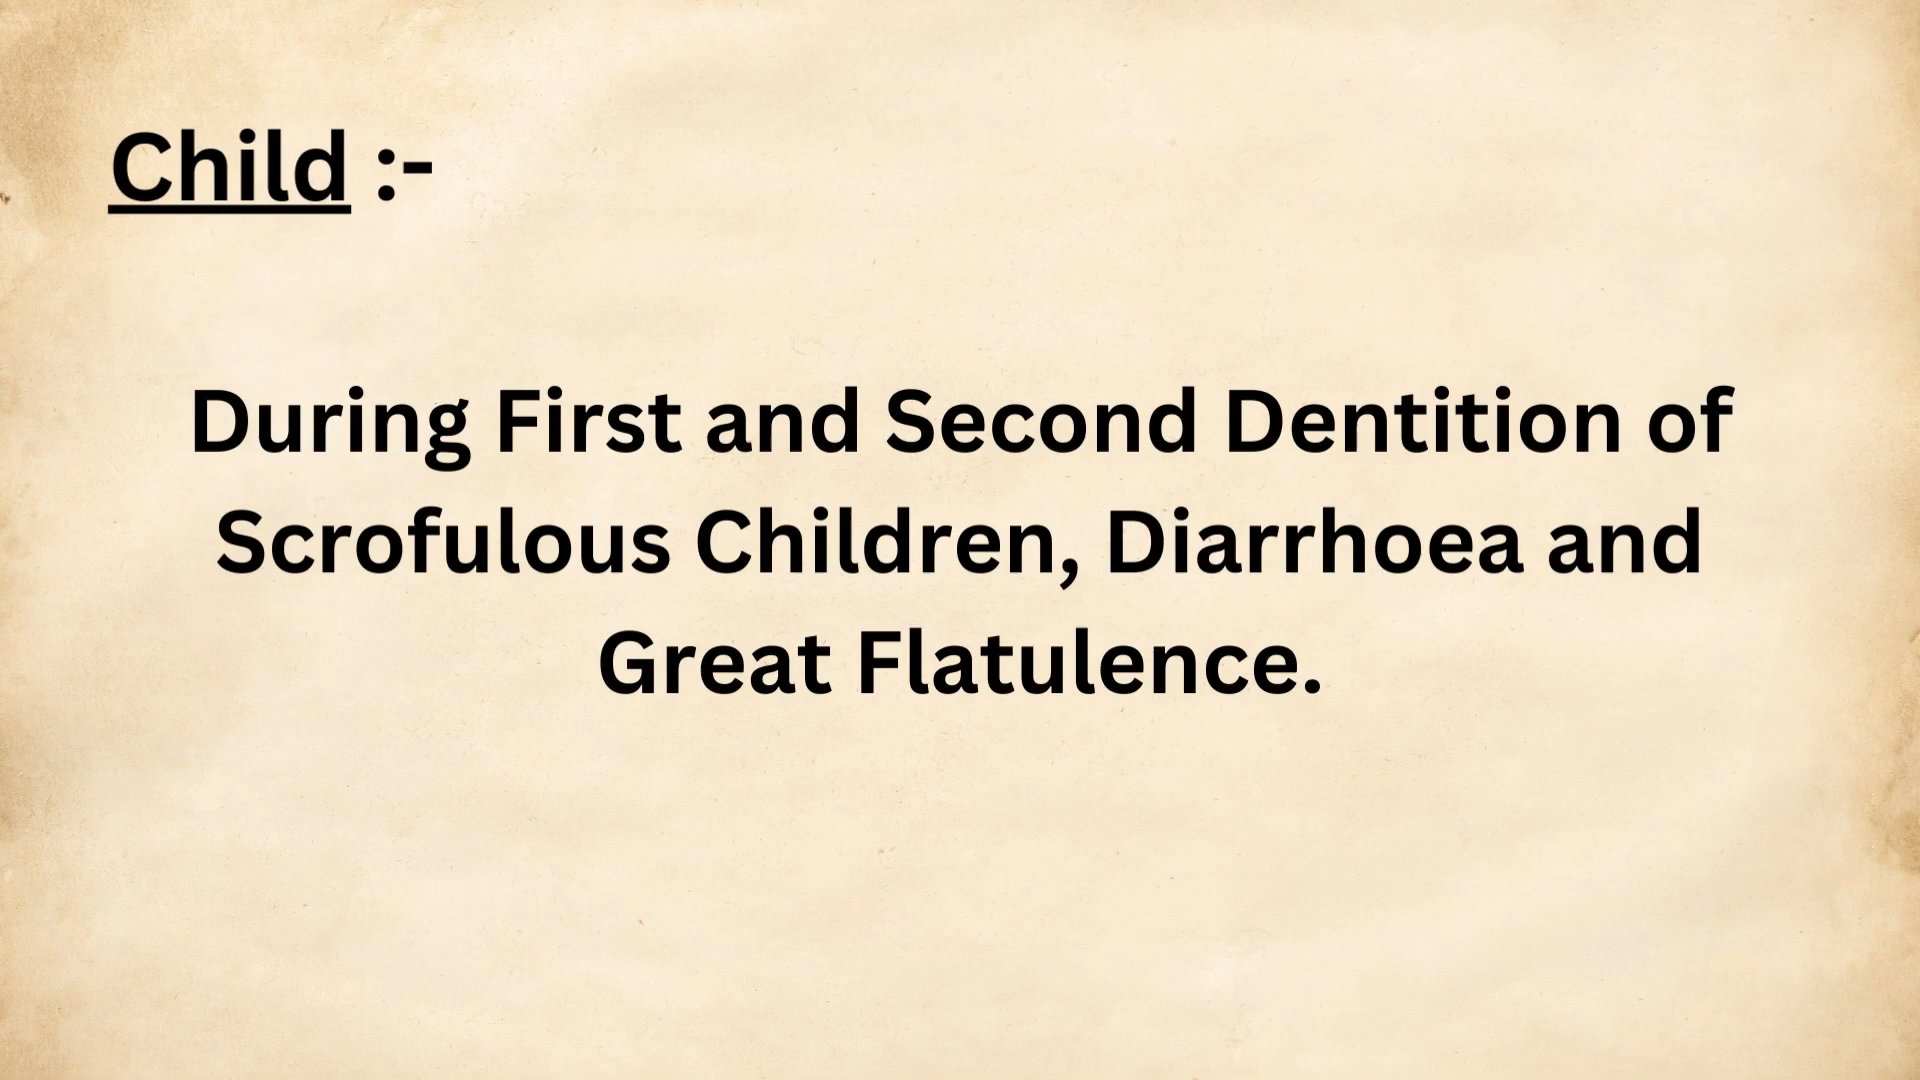 Child :-
During First and Second Dentition of
Scrofulous Children, Diarrhoea and
Great Flatulence.